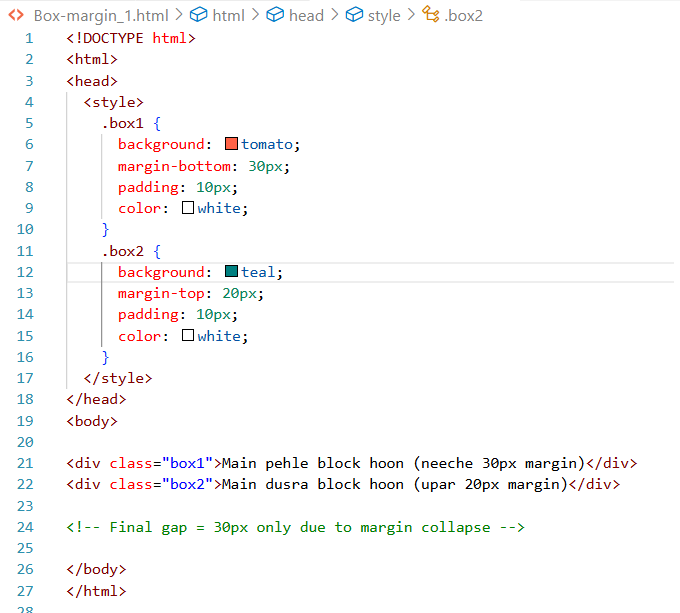 Box-margin_1.html > html > head > style > .box2
1 <!DOCTYPE html>
2 <html>
3 <head>
4   <style>
5     .box1 {
6       background: tomato;
7       margin-bottom: 30px;
8       padding: 10px;
9       color: white;
10     }
11     .box2 {
12       background: teal;
13       margin-top: 20px;
14       padding: 10px;
15       color: white;
16     }
17   </style>
18 </head>
19 <body>
20
21 <div class="box1">Main pehle block hoon (neeche 30px margin)</div>
22 <div class="box2">Main dusra block hoon (upar 20px margin)</div>
23
24 <!-- Final gap = 30px only due to margin collapse -->
25
26 </body>
27 </html>
28